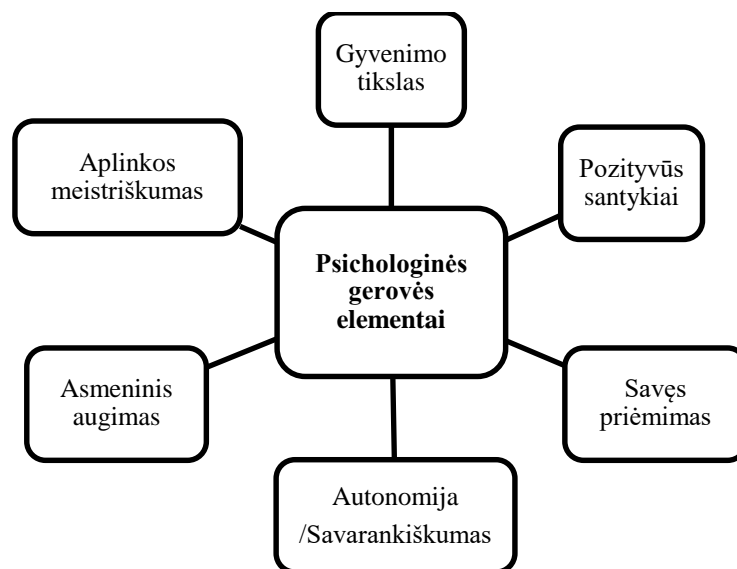 Gyvenimo
tikslas
Aplinkos
meistriškumas
Pozityvūs
santykiai
Psichologinės
gerovės
elementai
Asmeninis
augimas
Savęs
priėmimas
Autonomija
/Savarankiškumas